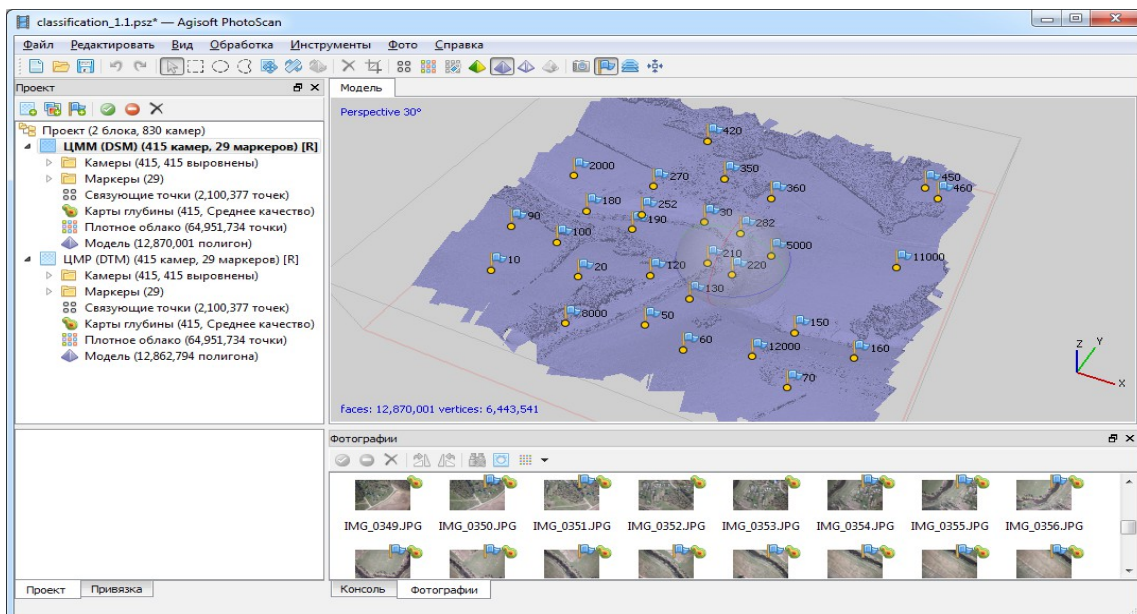 classification_1.1.psz* — Agisoft PhotoScan
Файл Редактировать Вид Обработка Инструменты Фото Справка
Проект
Проект (2 блока, 830 камер)
ЦММ (DSM) (415 камер, 29 маркеров) [R]
Камеры (415, 415 выровнены)
Маркеры (29)
Связующие точки (2,100,377 точек)
Карты глубины (415, Среднее качество)
Плотное облако (64,951,734 точки)
Модель (12,870,001 полигон)
ЦМР (DTM) (415 камер, 29 маркеров) [R]
Камеры (415, 415 выровнены)
Маркеры (29)
Связующие точки (2,100,377 точек)
Карты глубины (415, Среднее качество)
Плотное облако (64,951,734 точки)
Модель (12,862,794 полигона)
Проект Привязка
Модель
Perspective 30°
420
2000
270
350
450
360
460
180
252
90
190
30
282
100
5000
10
20
120
210
220
11000
130
8000
50
150
60
12000
160
70
Z
Y
X
faces: 12,870,001 vertices: 6,443,541
Фотографии
IMG_0349.JPG IMG_0350.JPG IMG_0351.JPG IMG_0352.JPG IMG_0353.JPG IMG_0354.JPG IMG_0355.JPG IMG_0356.JPG
Консоль Фотографии